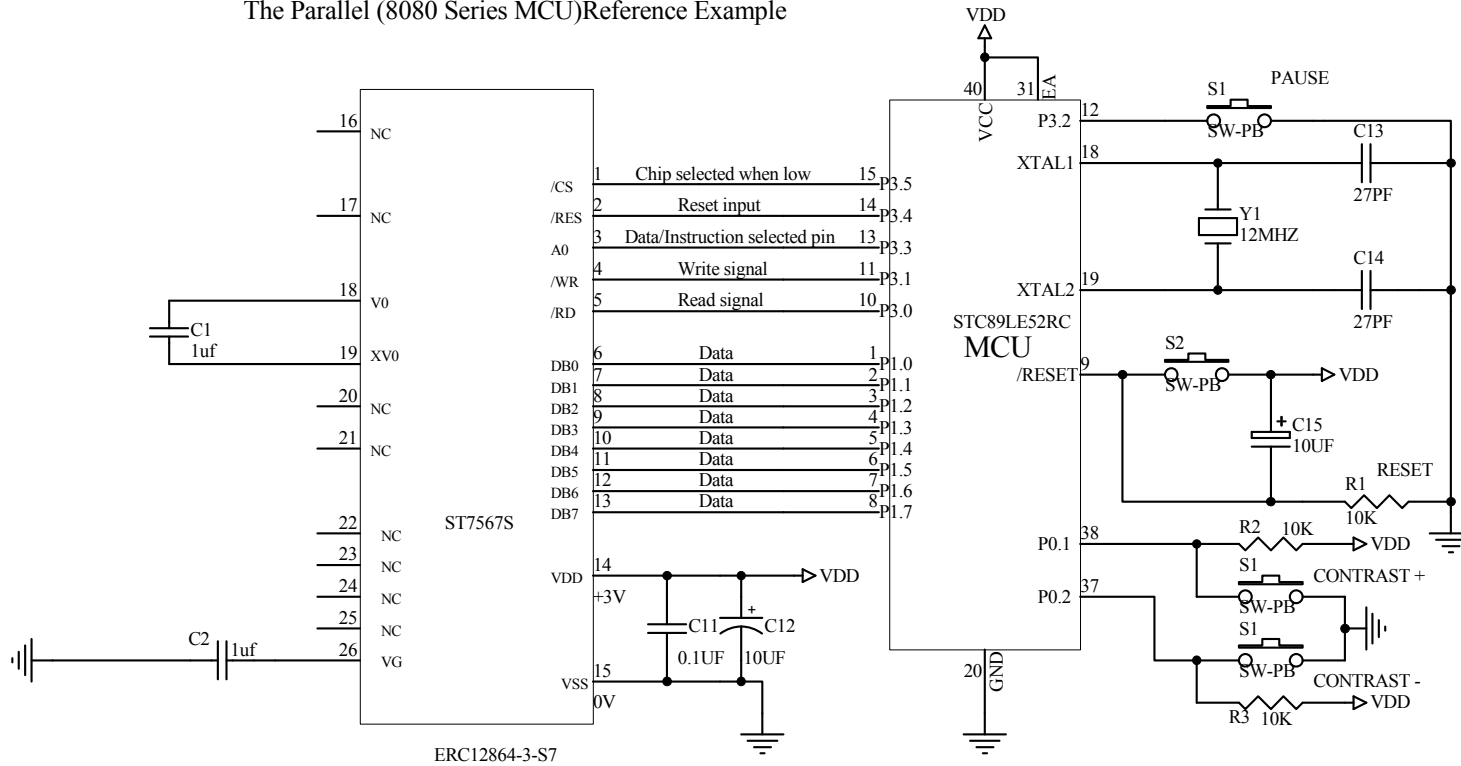 The Parallel (8080 Series MCU)Reference Example
VDD
40
31
EA
VCC
16
NC
17
NC
18
V0
C1
1uf
19
XV0
20
NC
21
NC
22
NC
23
NC
24
NC
25
NC
C2
1uf
26
VG
ST7567S
ERC12864-3-S7
/CS
1
Chip selected when low
15
P3.5
/RES
2
Reset input
14
P3.4
A0
3
Data/Instruction selected pin
13
P3.3
/WR
4
Write signal
11
P3.1
/RD
5
Read signal
10
P3.0
DB0
6
Data
1
P1.0
DB1
7
Data
2
P1.1
DB2
8
Data
3
P1.2
DB3
9
Data
4
P1.3
DB4
10
Data
5
P1.4
DB5
11
Data
6
P1.5
DB6
12
Data
7
P1.6
DB7
13
Data
8
P1.7
VDD
14
+3V
VDD
C11
0.1UF
+
C12
10UF
VSS
15
0V
STC89LE52RC
MCU
20
GND
P3.2
12
S1
PAUSE
SW-PB
XTAL1
18
C13
27PF
Y1
12MHZ
XTAL2
19
C14
27PF
/RESET
9
S2
SW-PB
VDD
+
C15
10UF
RESET
R1
10K
P0.1
38
R2
10K
VDD
S1
CONTRAST +
SW-PB
P0.2
37
S1
SW-PB
CONTRAST -
R3
10K
VDD